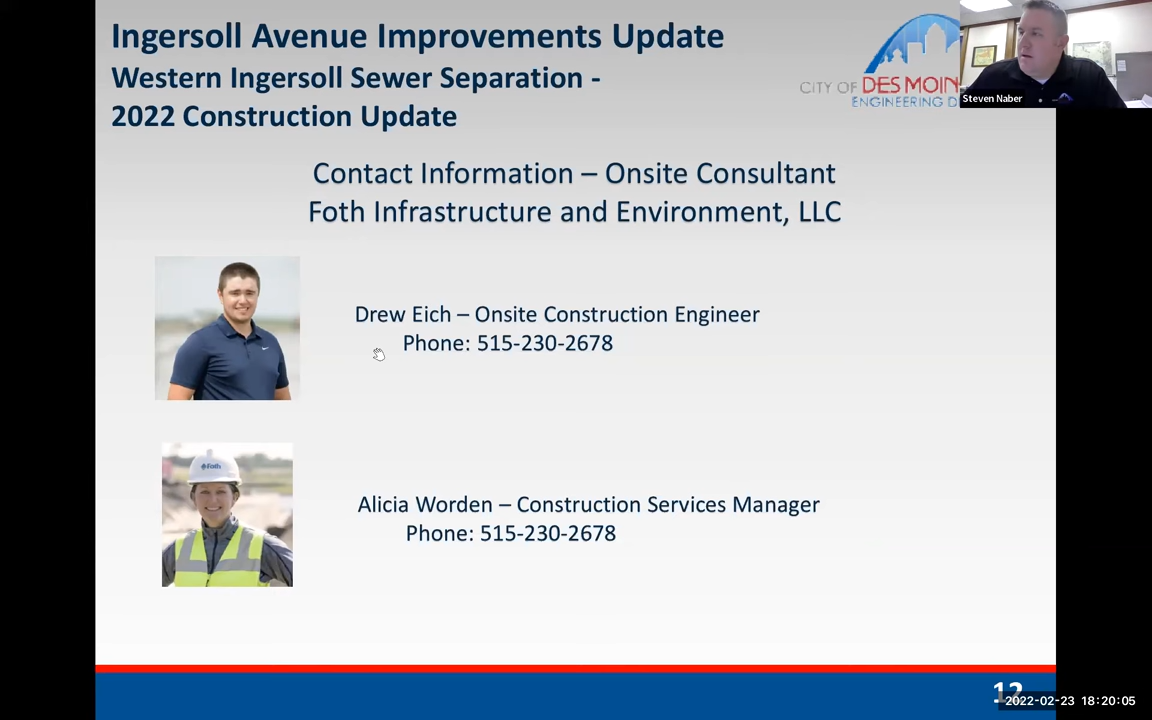 Ingersoll Avenue Improvements Update
Western Ingersoll Sewer Separation -
2022 Construction Update
CITY OF DES MOIN
ENGINEERING D
Steven Naber
Contact Information – Onsite Consultant
Foth Infrastructure and Environment, LLC
Drew Eich – Onsite Construction Engineer
Phone: 515-230-2678
Foth
Alicia Worden – Construction Services Manager
Phone: 515-230-2678
12
2022-02-23 18:20:05